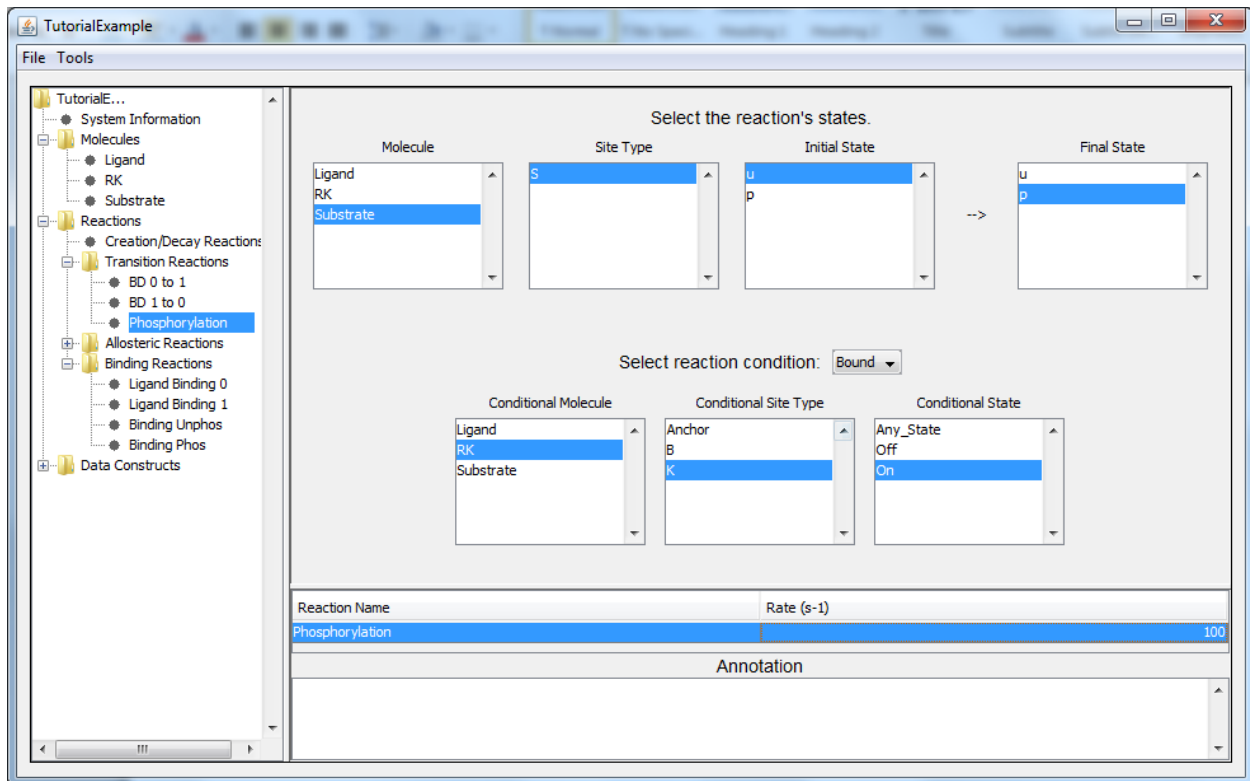 TutorialExample
File Tools
TutorialE...
System Information
Molecules
Ligand
RK
Substrate
Reactions
Creation/Decay Reactions
Transition Reactions
BD 0 to 1
BD 1 to 0
Phosphorylation
Allosteric Reactions
Binding Reactions
Ligand Binding 0
Ligand Binding 1
Binding Unphos
Binding Phos
Data Constructs
Select the reaction's states.
Molecule Site Type Initial State Final State
Ligand S u u
RK p p
Substrate -->
Select reaction condition: Bound
Conditional Molecule Conditional Site Type Conditional State
Ligand Anchor Any_State
RK B Off
Substrate K On
Reaction Name Rate (s-1)
Phosphorylation 100
Annotation